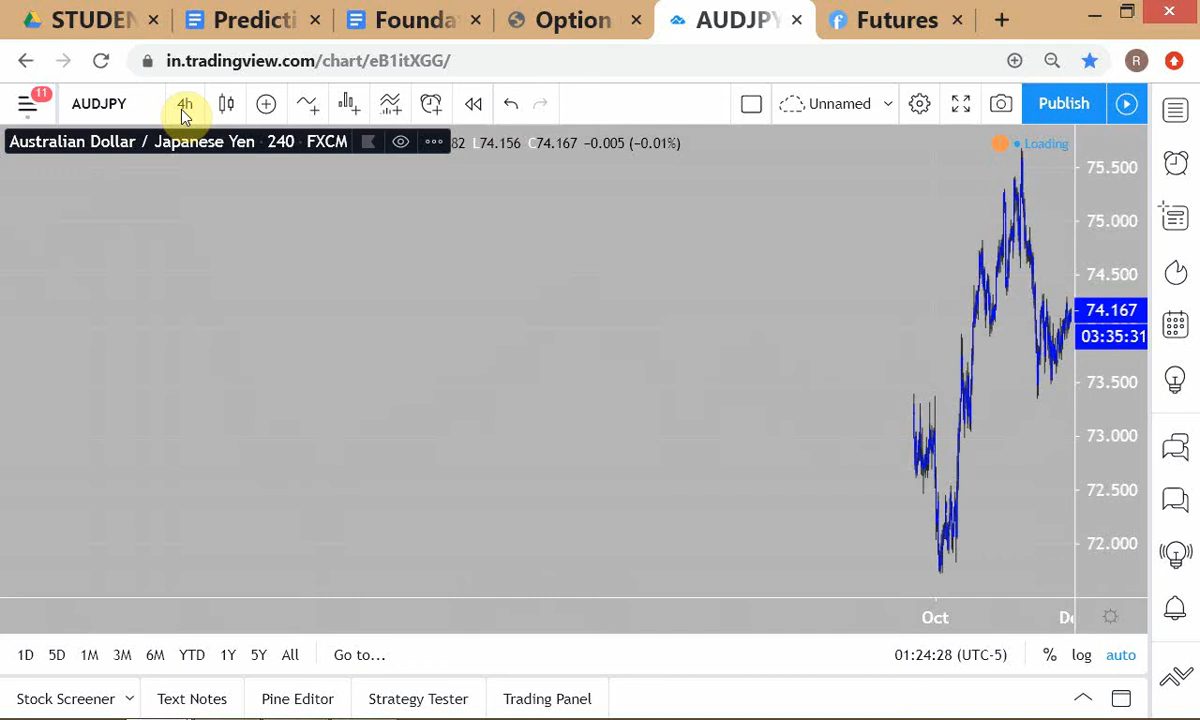 STUDEN
Predicti
Founda
Option
AUDJPY
Futures
in.tradingview.com/chart/eB1itXGG/
R
11
AUDJPY
4h
Unnamed
Publish
Australian Dollar / Japanese Yen 240 FXCM
82 L74.156 C74.167 −0.005 (−0.01%)
Loading
75.500
75.000
74.500
74.167
03:35:31
73.500
73.000
72.500
72.000
Oct
De
1D 5D 1M 3M 6M YTD 1Y 5Y All
Go to...
01:24:28 (UTC-5)
% log auto
Stock Screener
Text Notes
Pine Editor
Strategy Tester
Trading Panel